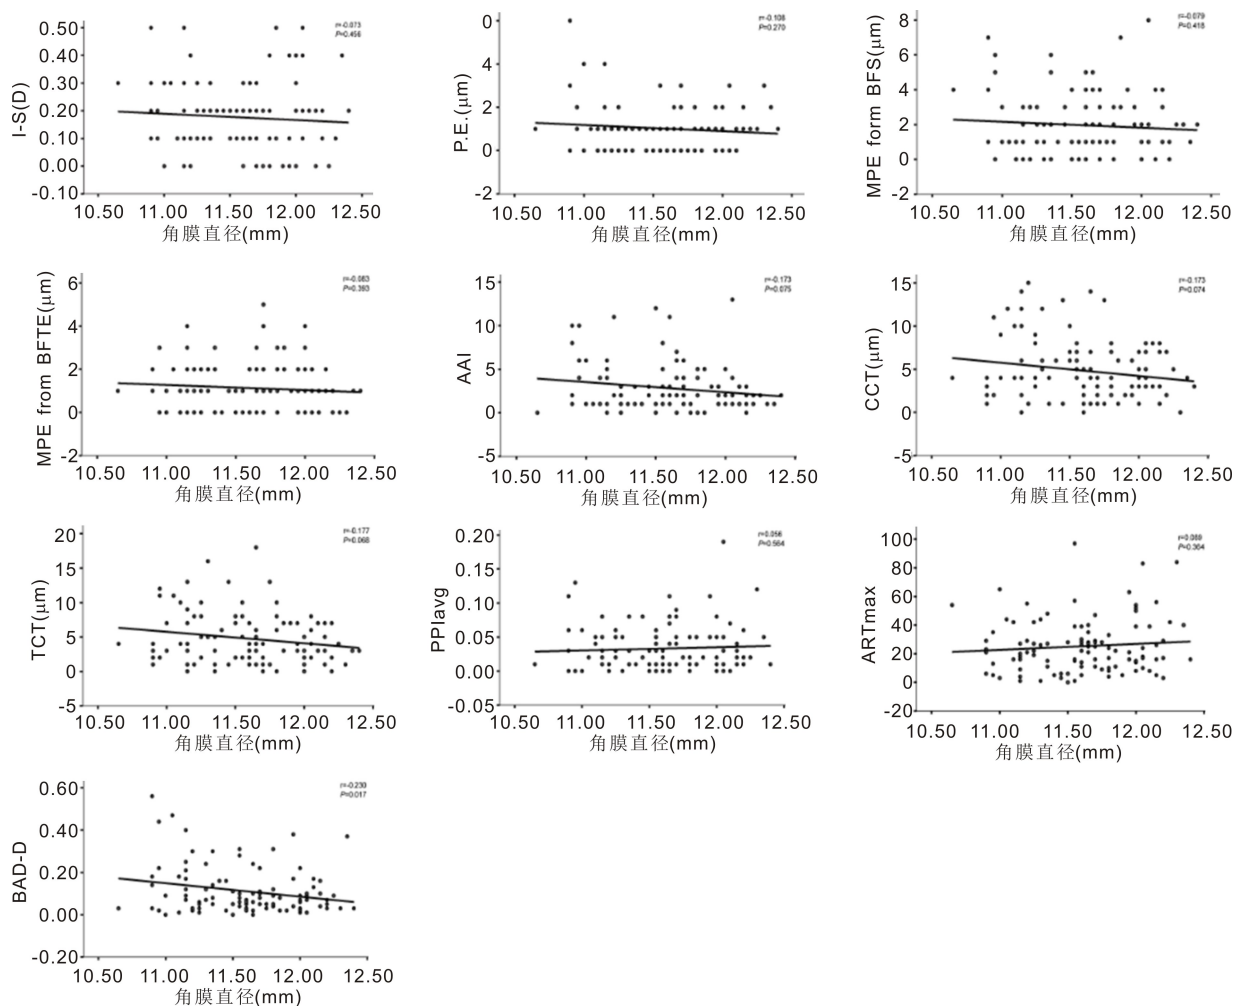 r=-0.073
P=0.456
I-S(D)
0.50
0.40
0.30
0.20
0.10
0.00
-0.10
10.50 11.00 11.50 12.00 12.50
角膜直径(mm)
r=-0.108
P=0.270
P.E.(μm)
0
6
4
2
0
-2
10.50 11.00 11.50 12.00 12.50
角膜直径(mm)
r=-0.079
P=0.418
MPE form BFS(μm)
8
6
4
2
0
-2
10.50 11.00 11.50 12.00 12.50
角膜直径(mm)
r=-0.083
P=0.393
MPE from BFTE(μm)
6
4
2
0
-2
10.50 11.00 11.50 12.00 12.50
角膜直径(mm)
r=-0.173
P=0.075
AAI
15
10
5
0
-5
10.50 11.00 11.50 12.00 12.50
角膜直径(mm)
r=-0.173
P=0.074
CCT(μm)
15
10
5
0
-5
10.50 11.00 11.50 12.00 12.50
角膜直径(mm)
r=-0.177
P=0.068
TCT(μm)
20
15
10
5
0
-5
10.50 11.00 11.50 12.00 12.50
角膜直径(mm)
r=0.056
P=0.564
PPIavg
0.20
0.15
0.10
0.05
0.00
-0.05
10.50 11.00 11.50 12.00 12.50
角膜直径(mm)
r=0.088
P=0.364
ARTmax
100
80
60
40
20
0
-20
10.50 11.00 11.50 12.00 12.50
角膜直径(mm)
r=-0.230
P=0.017
BAD-D
0.60
0.40
0.20
0.00
-0.20
10.50 11.00 11.50 12.00 12.50
角膜直径(mm)